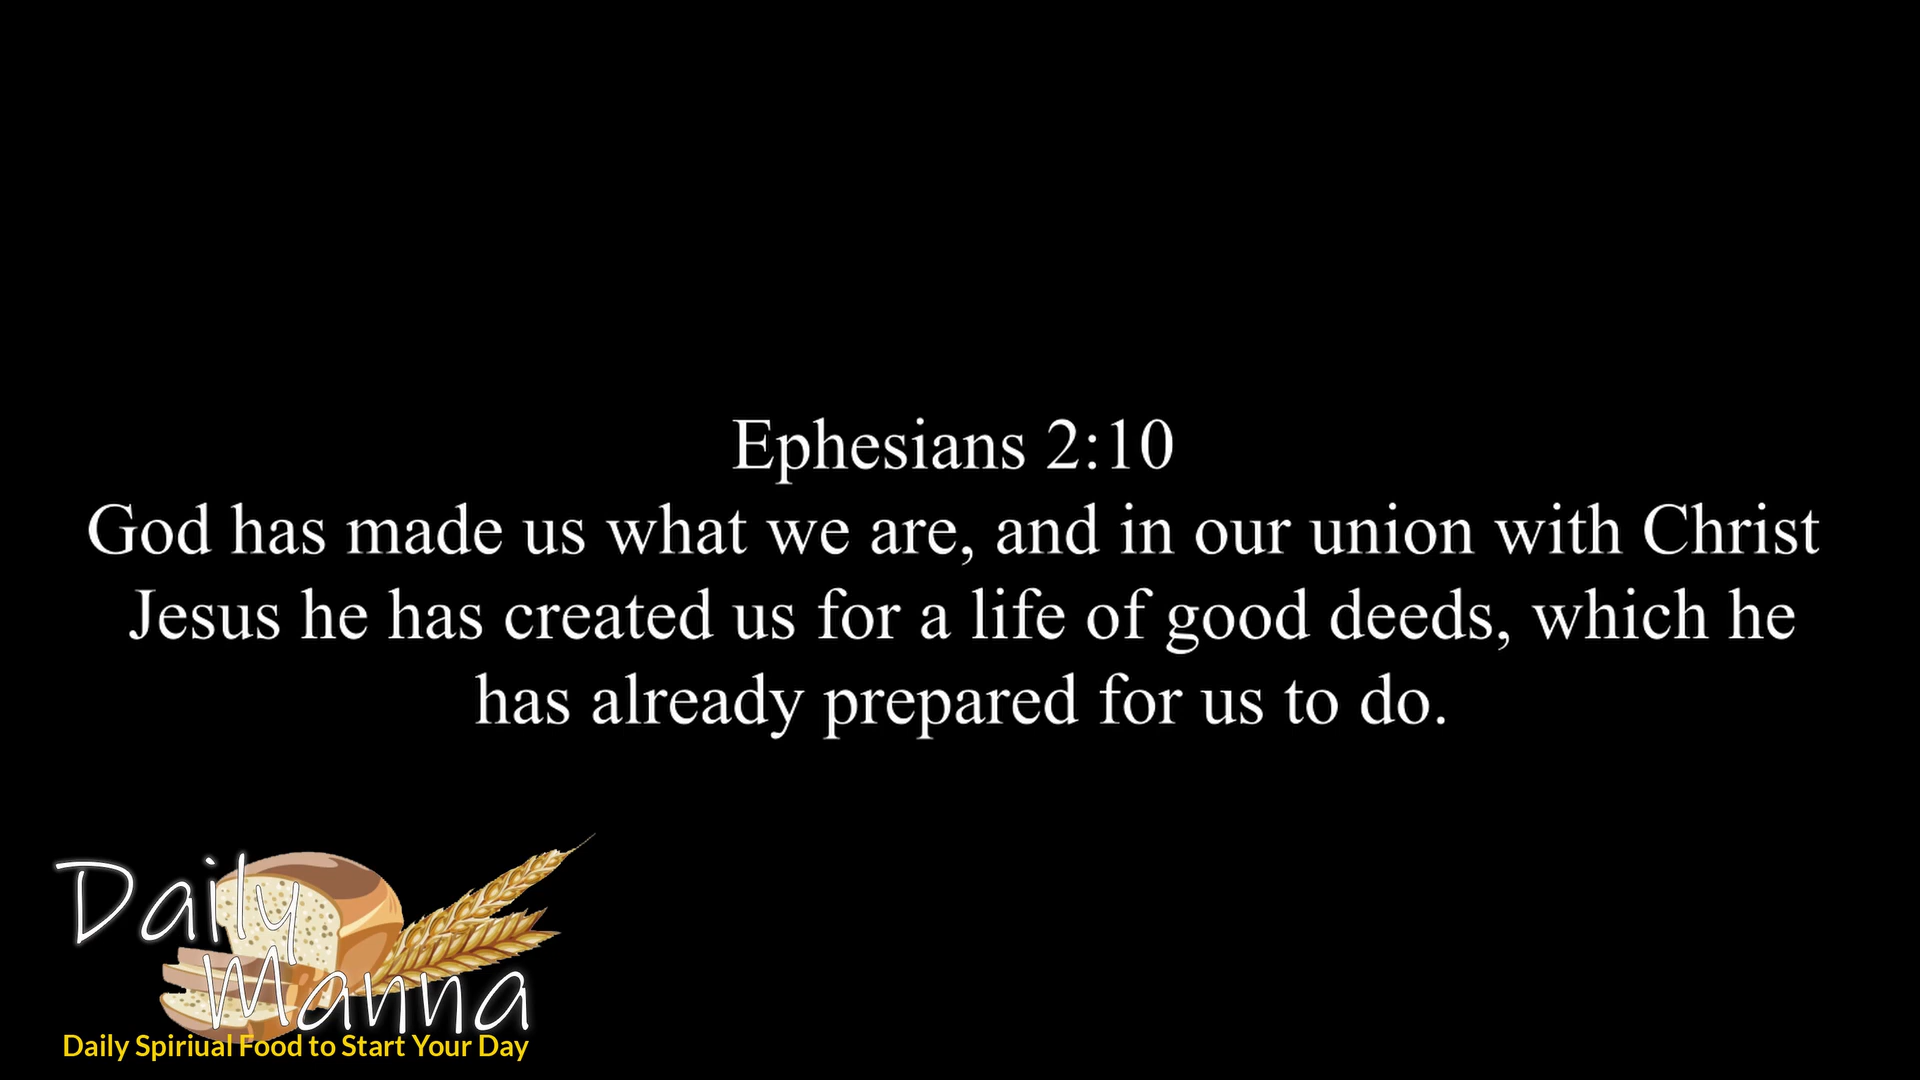 Ephesians 2:10
God has made us what we are, and in our union with Christ
Jesus he has created us for a life of good deeds, which he
has already prepared for us to do.
Daily
Manna
Daily Spiriual Food to Start Your Day